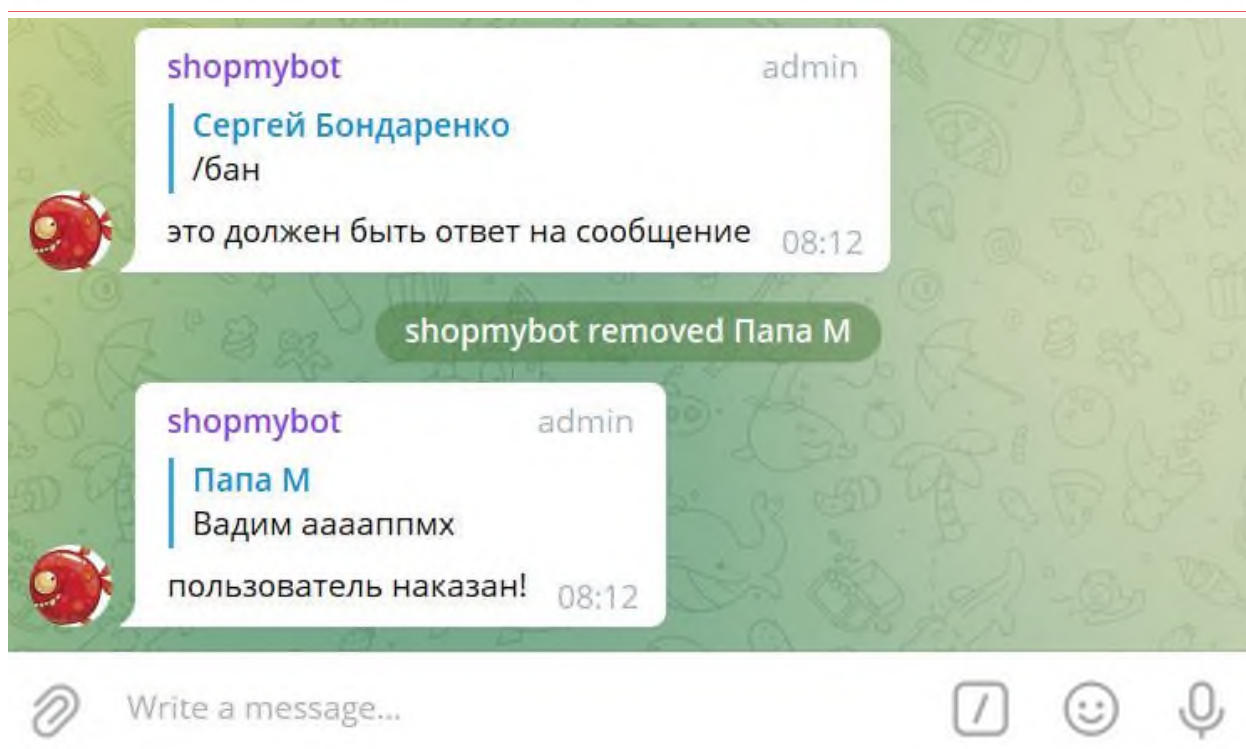 shopmybot admin
Сергей Бондаренко
/бан
это должен быть ответ на сообщение 08:12
shopmybot removed Папа М
shopmybot admin
Папа М
Вадим ааааппмх
пользователь наказан! 08:12
Write a message...